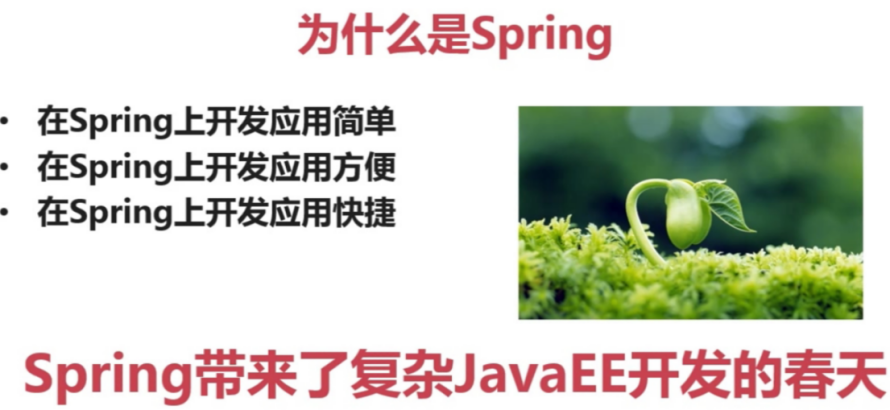 为什么是Spring
• 在Spring上开发应用简单
• 在Spring上开发应用方便
• 在Spring上开发应用快捷
Spring带来了复杂JavaEE开发的春天